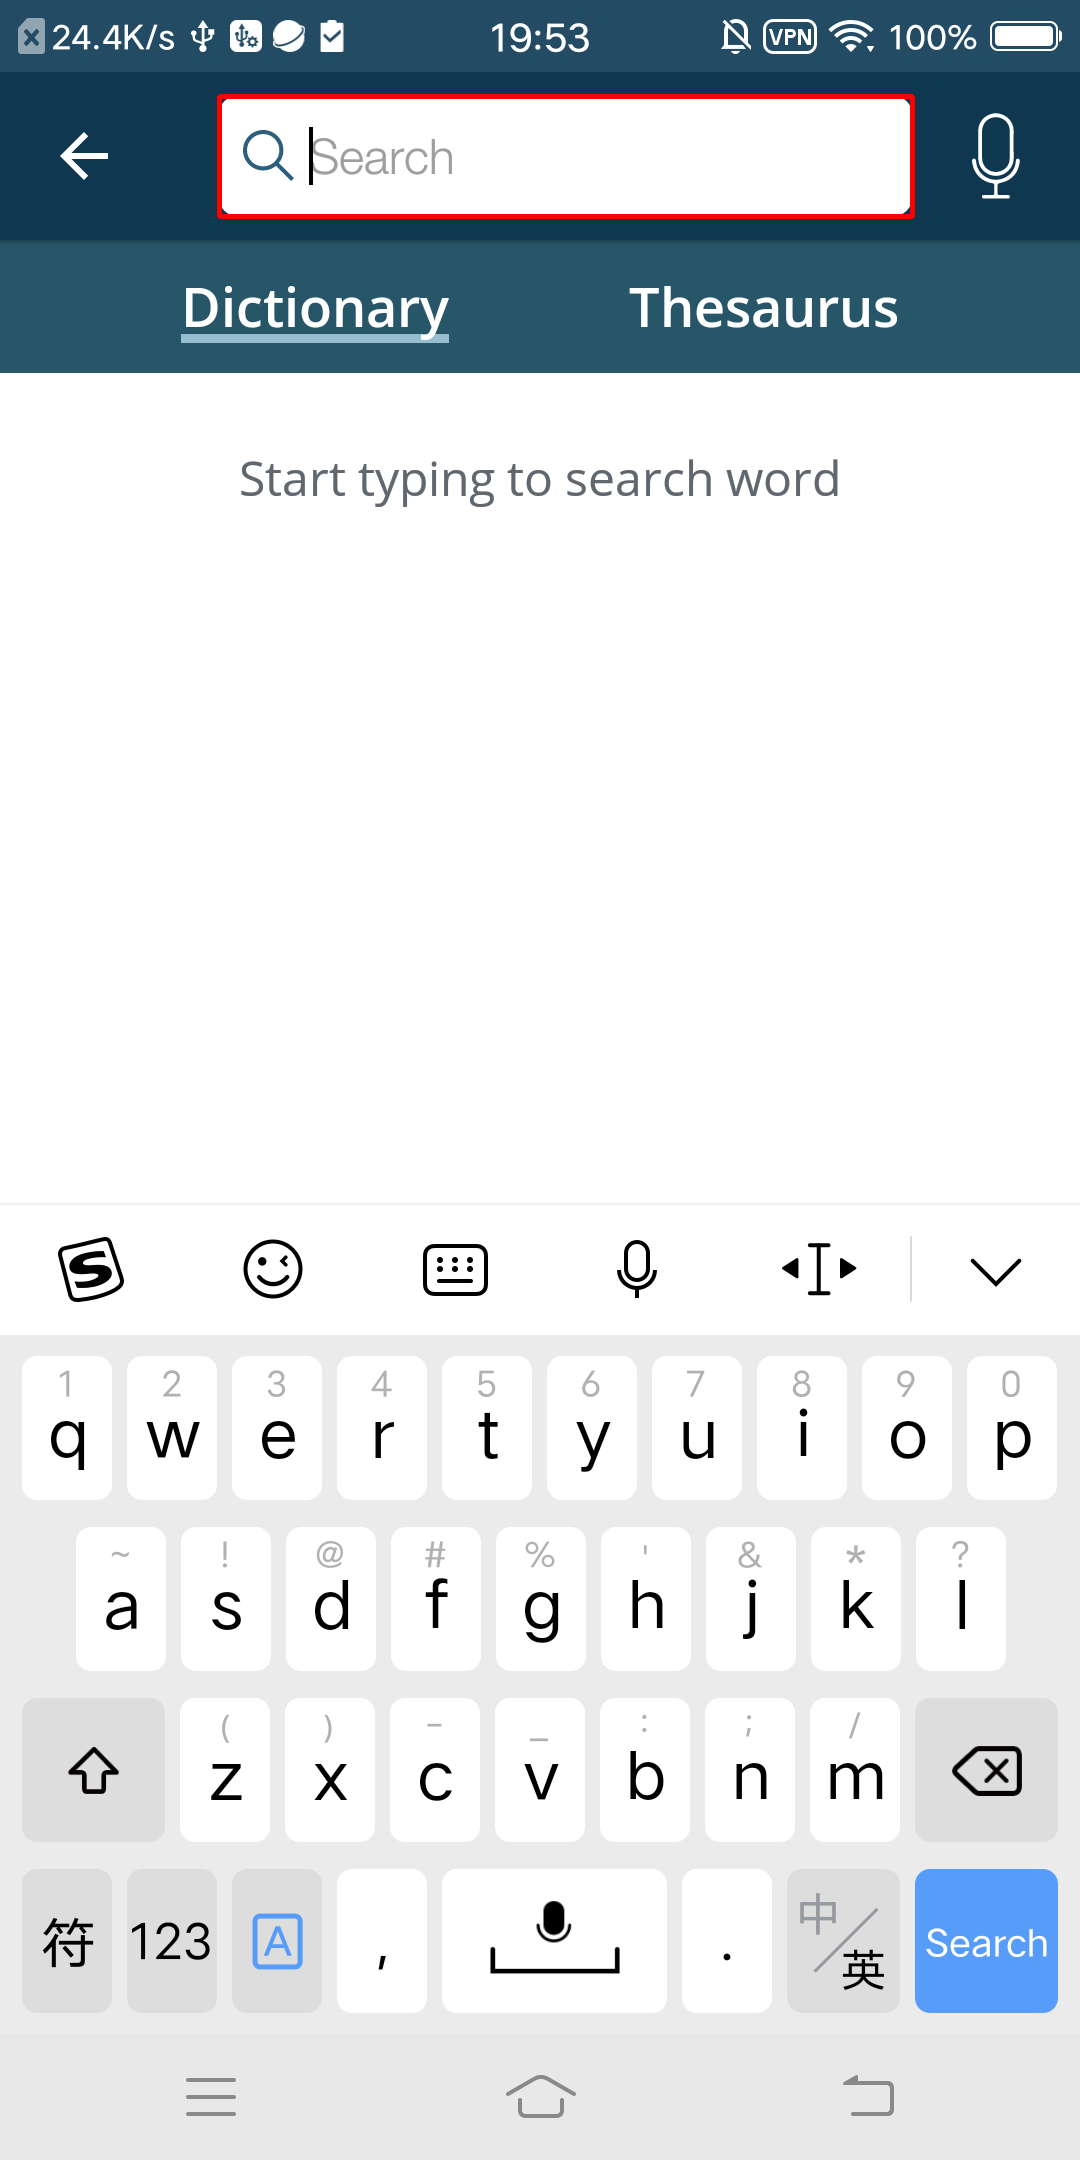 24.4K/s 19:53 VPN 100%
Search
Dictionary Thesaurus
Start typing to search word
1 2 3 4 5 6 7 8 9 0
q w e r t y u i o p
~ ! @ # % ' & * ?
a s d f g h j k l
( ) - _ : ; /
z x c v b n m
符 123 A , . 中/英 Search